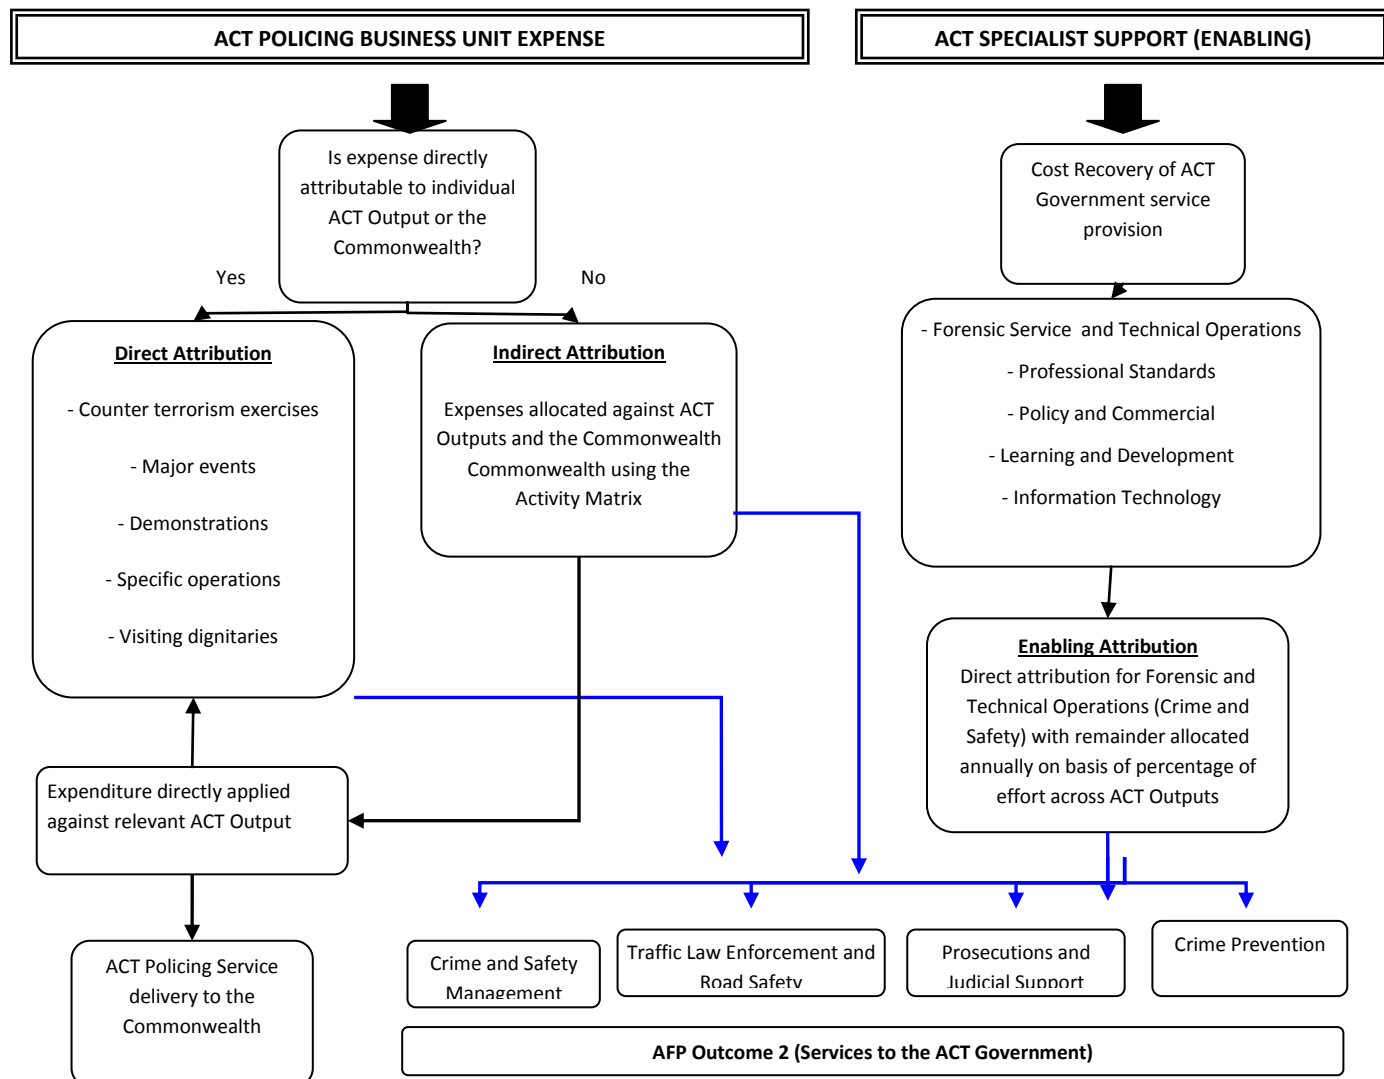 ACT POLICING BUSINESS UNIT EXPENSE
ACT SPECIALIST SUPPORT (ENABLING)
Is expense directly
attributable to individual
ACT Output or the
Commonwealth?
Yes
No
Cost Recovery of ACT
Government service
provision
Direct Attribution
- Counter terrorism exercises
- Major events
- Demonstrations
- Specific operations
- Visiting dignitaries
Indirect Attribution
Expenses allocated against ACT
Outputs and the Commonwealth
Commonwealth using the
Activity Matrix
- Forensic Service and Technical Operations
- Professional Standards
- Policy and Commercial
- Learning and Development
- Information Technology
Enabling Attribution
Direct attribution for Forensic and
Technical Operations (Crime and
Safety) with remainder allocated
annually on basis of percentage of
effort across ACT Outputs
Expenditure directly applied
against relevant ACT Output
ACT Policing Service
delivery to the
Commonwealth
Crime and Safety
Management
Traffic Law Enforcement and
Road Safety
Prosecutions and
Judicial Support
Crime Prevention
AFP Outcome 2 (Services to the ACT Government)